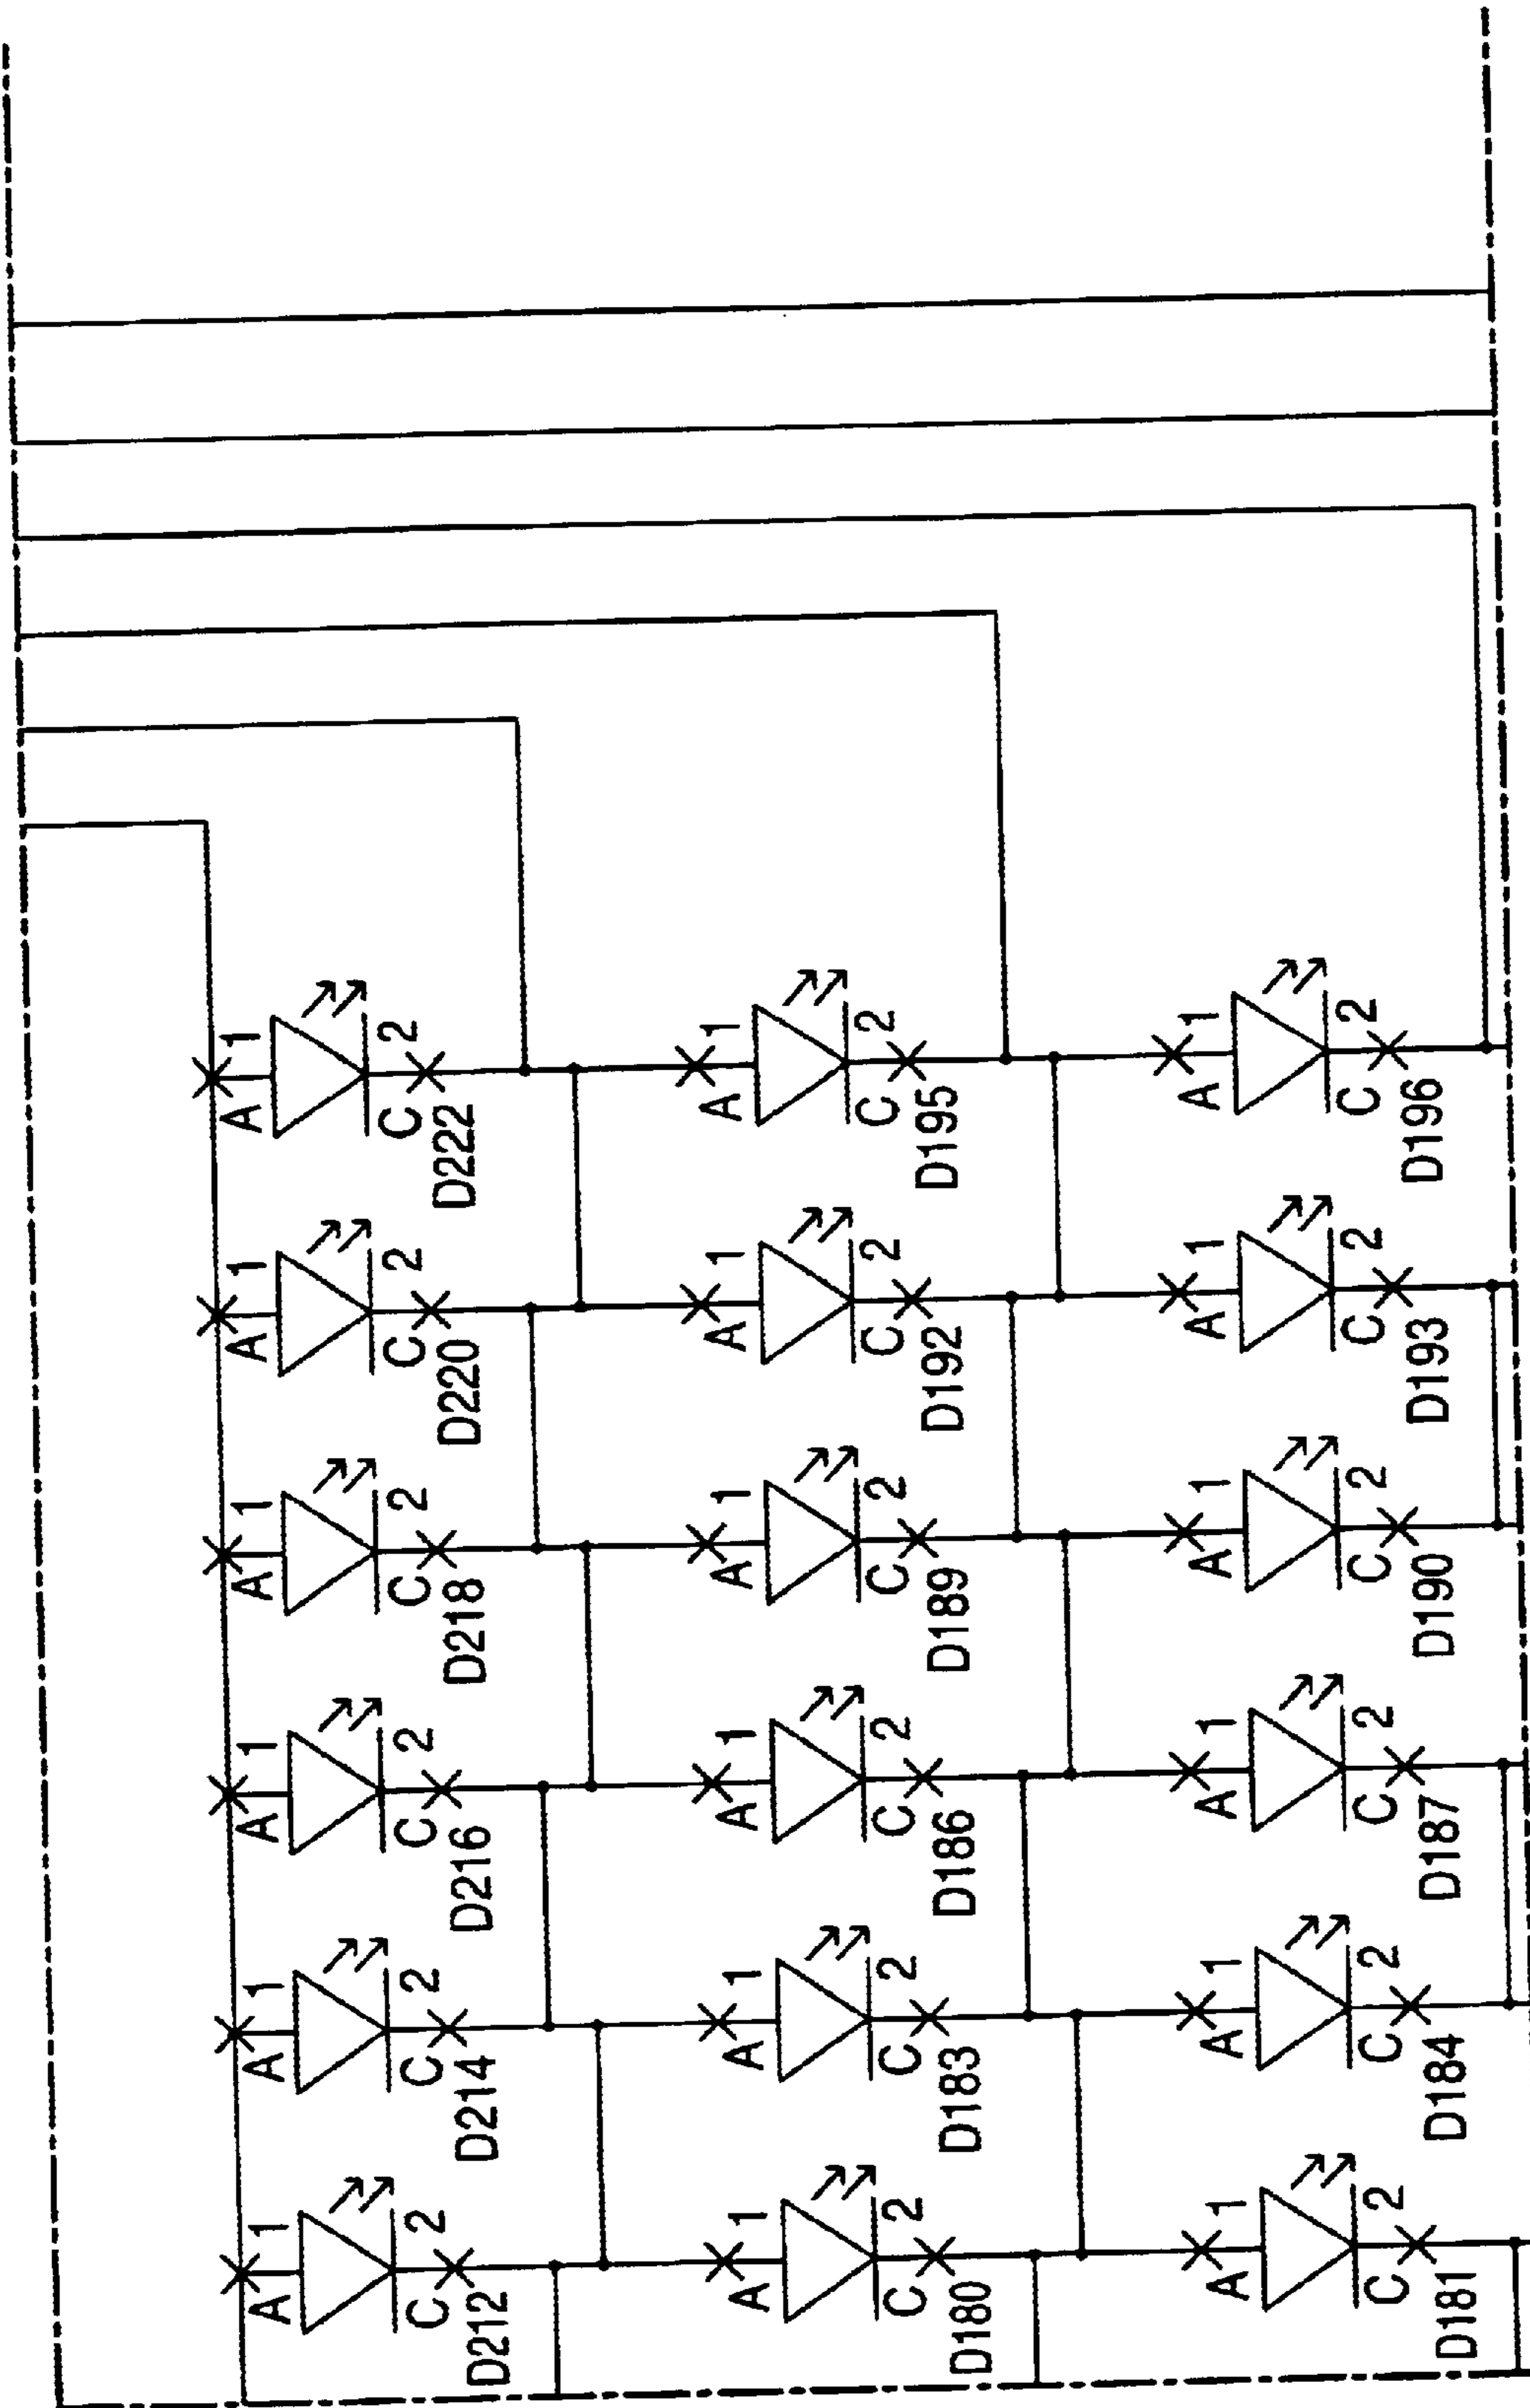 A 1 A 1 A 1 A 1 A 1 A 1
C 2 C 2 C 2 C 2 C 2 C 2
D212 D214 D216 D218 D220 D222
A 1 A 1 A 1 A 1 A 1 A 1
C 2 C 2 C 2 C 2 C 2 C 2
D180 D183 D186 D189 D192 D195
A 1 A 1 A 1 A 1 A 1 A 1
C 2 C 2 C 2 C 2 C 2 C 2
D181 D184 D187 D190 D193 D196